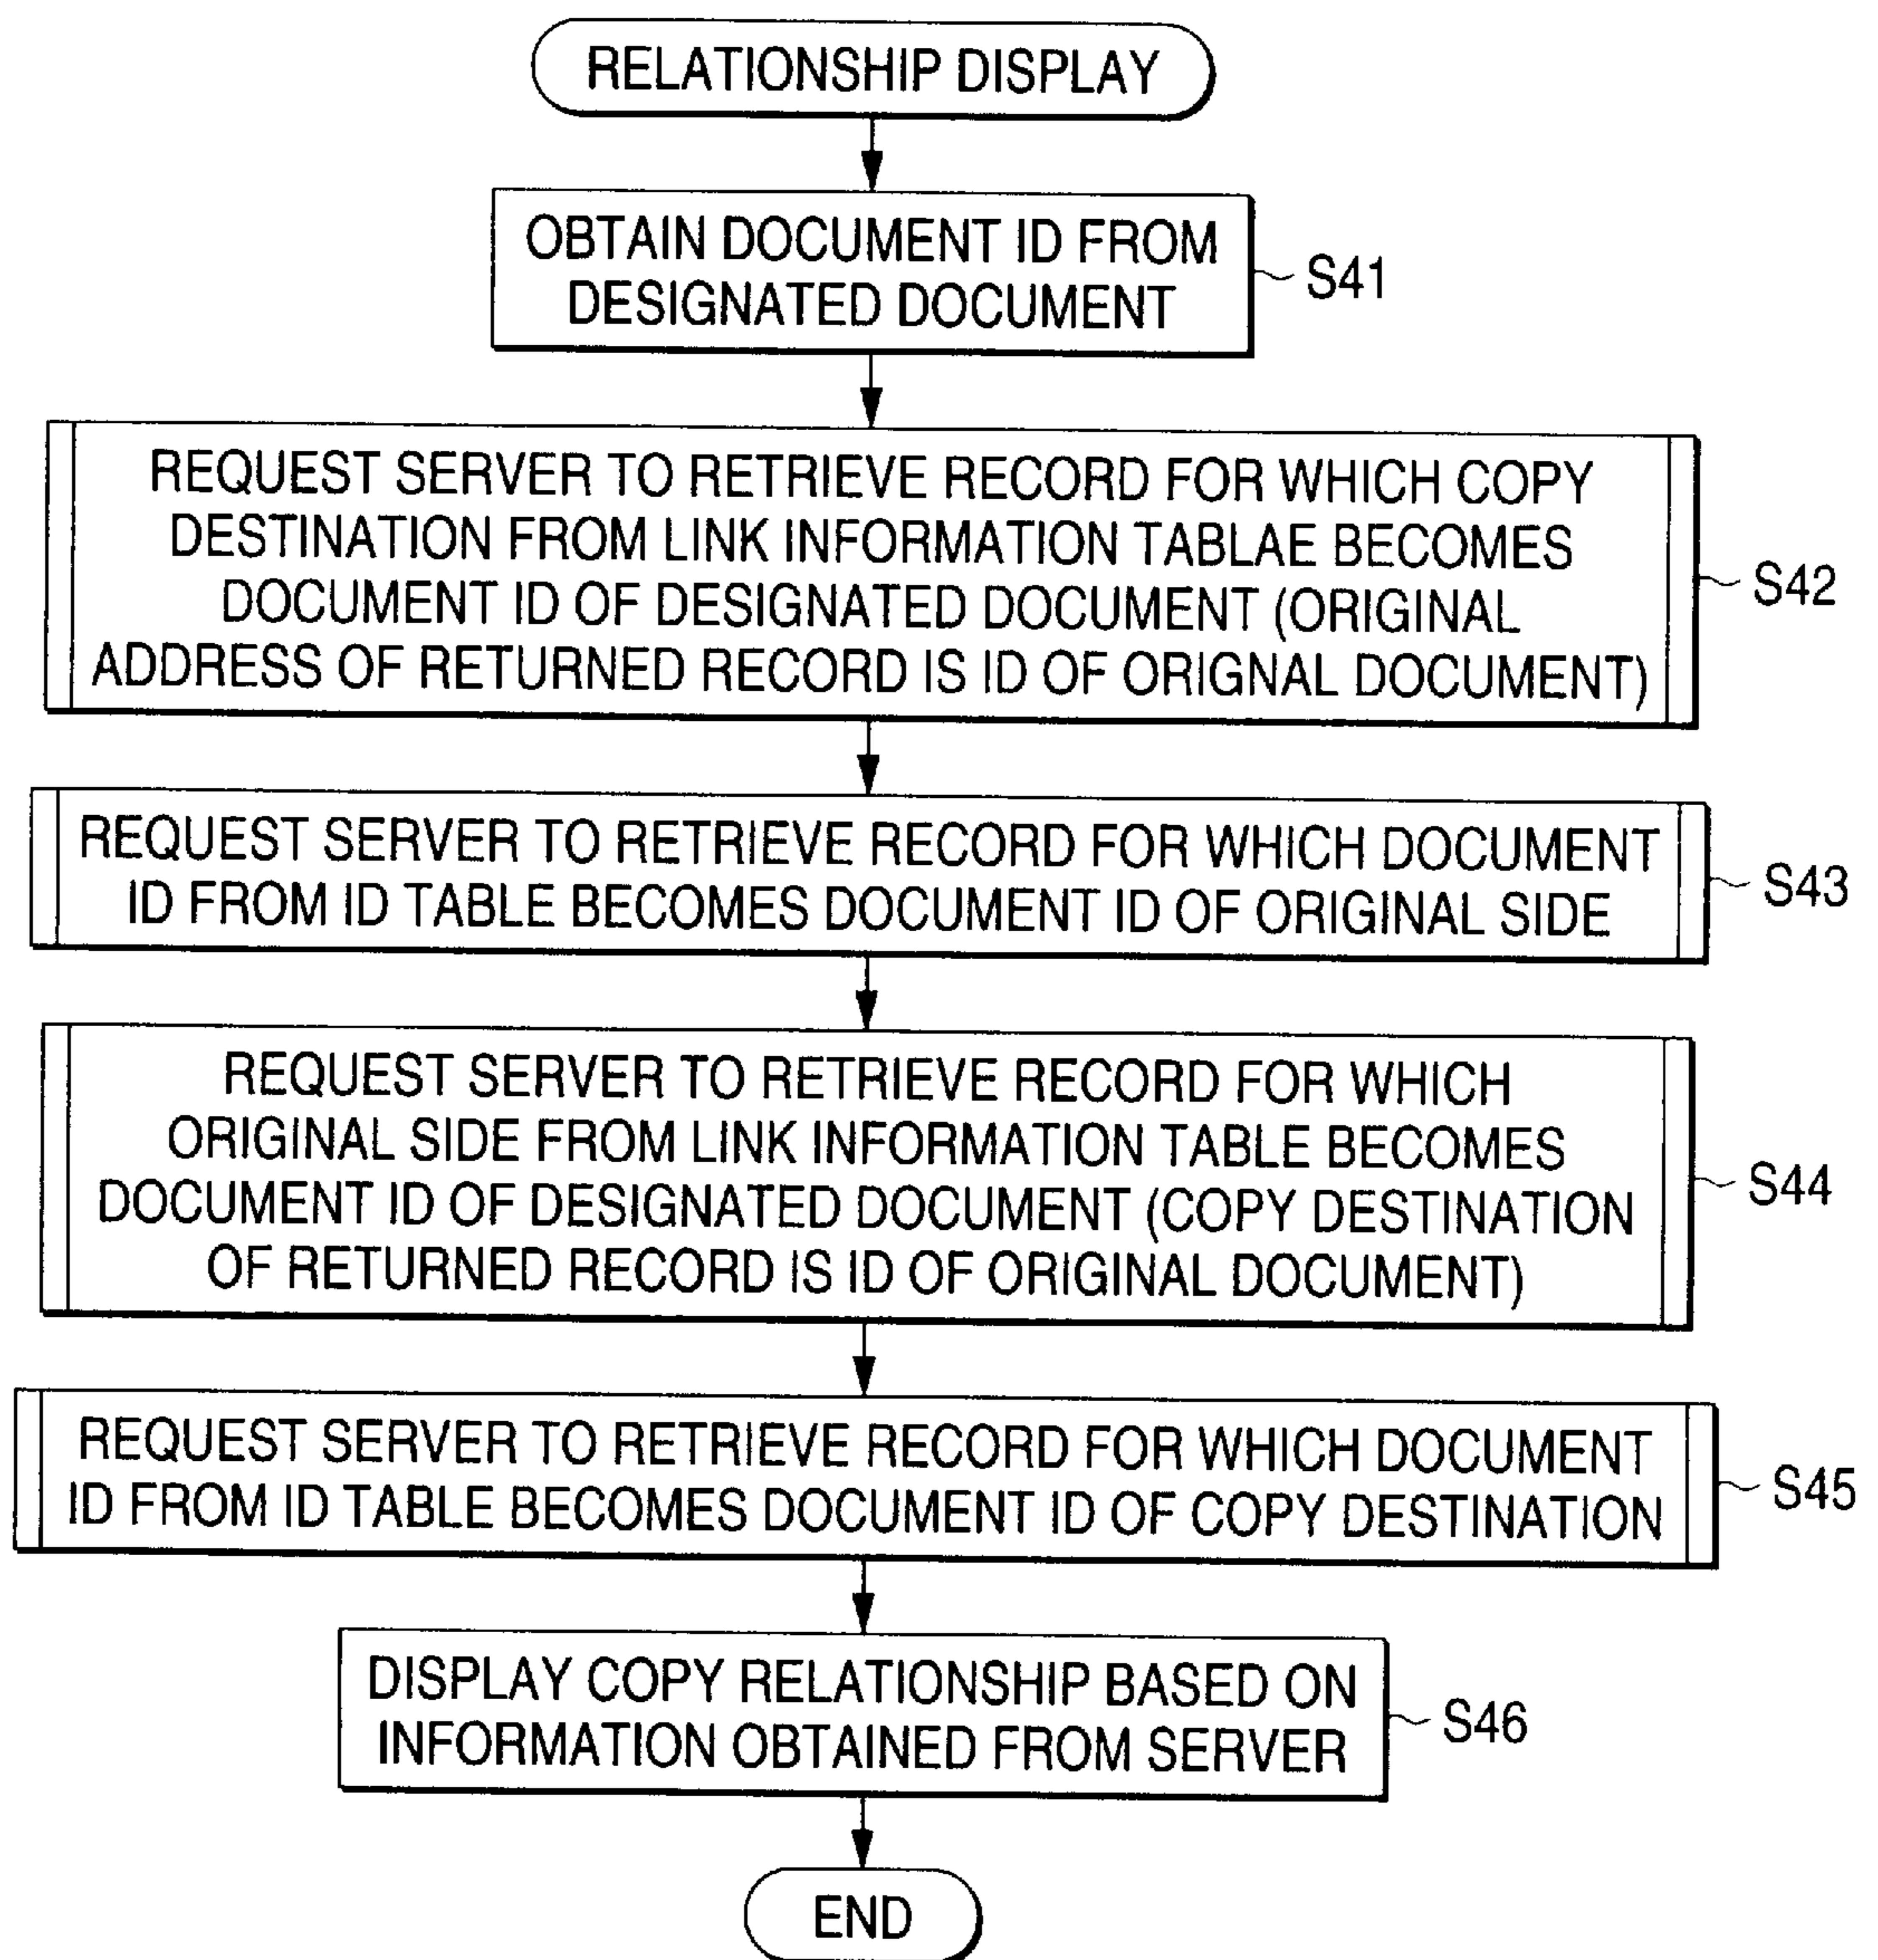 RELATIONSHIP DISPLAY
OBTAIN DOCUMENT ID FROM
DESIGNATED DOCUMENT
S41
REQUEST SERVER TO RETRIEVE RECORD FOR WHICH COPY
DESTINATION FROM LINK INFORMATION TABLAE BECOMES
DOCUMENT ID OF DESIGNATED DOCUMENT (ORIGINAL
ADDRESS OF RETURNED RECORD IS ID OF ORIGNAL DOCUMENT)
S42
REQUEST SERVER TO RETRIEVE RECORD FOR WHICH DOCUMENT
ID FROM ID TABLE BECOMES DOCUMENT ID OF ORIGINAL SIDE
S43
REQUEST SERVER TO RETRIEVE RECORD FOR WHICH
ORIGINAL SIDE FROM LINK INFORMATION TABLE BECOMES
DOCUMENT ID OF DESIGNATED DOCUMENT (COPY DESTINATION
OF RETURNED RECORD IS ID OF ORIGINAL DOCUMENT)
S44
REQUEST SERVER TO RETRIEVE RECORD FOR WHICH DOCUMENT
ID FROM ID TABLE BECOMES DOCUMENT ID OF COPY DESTINATION
S45
DISPLAY COPY RELATIONSHIP BASED ON
INFORMATION OBTAINED FROM SERVER
S46
END